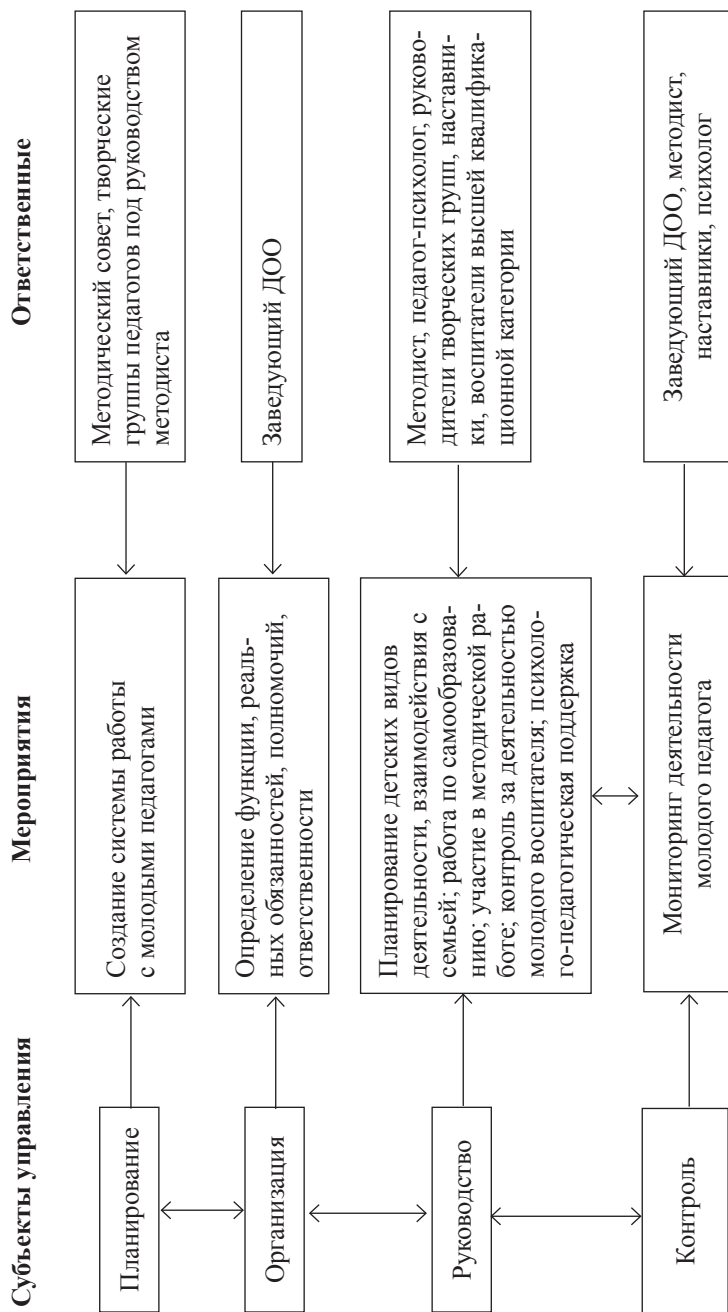 Субъекты управления
Мероприятия
Ответственные
Планирование
Создание системы работы
с молодыми педагогами
Методический совет, творческие
группы педагогов под руководством
методиста
Организация
Определение функции, реаль-
ных обязанностей, полномочий,
ответственности
Заведующий ДОО
Руководство
Планирование детских видов
деятельности, взаимодействия с
семьей; работа по самообразова-
нию; участие в методической ра-
боте; контроль за деятельностью
молодого воспитателя; психоло-
го-педагогическая поддержка
Методист, педагог-психолог, руково-
дители творческих групп, наставни-
ки, воспитатели высшей квалифика-
ционной категории
Контроль
Мониторинг деятельности
молодого педагога
Заведующий ДОО, методист,
наставники, психолог